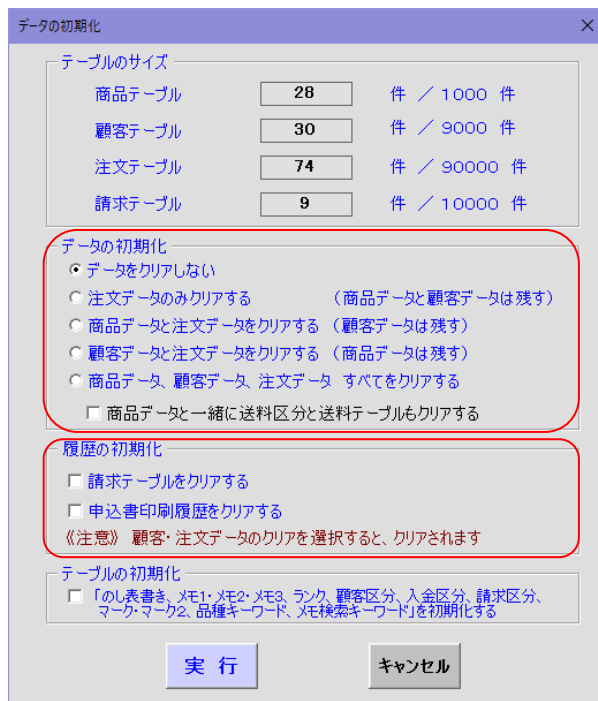 データの初期化
テーブルのサイズ
商品テーブル 28 件 ／ 1000 件
顧客テーブル 30 件 ／ 9000 件
注文テーブル 74 件 ／ 90000 件
請求テーブル 9 件 ／ 10000 件
データの初期化
データをクリアしない
注文データのみクリアする （商品データと顧客データは残す）
商品データと注文データをクリアする （顧客データは残す）
顧客データと注文データをクリアする （商品データは残す）
商品データ、顧客データ、注文データ すべてをクリアする
商品データと一緒に送料区分と送料テーブルもクリアする
履歴の初期化
請求テーブルをクリアする
申込書印刷履歴をクリアする
《注意》 顧客・注文データのクリアを選択すると、クリアされます
テーブルの初期化
「のし表書き、メモ1・メモ2・メモ3、ランク、顧客区分、入金区分、請求区分、
マーク・マーク2、品種キーワード、メモ検索キーワード」を初期化する
実 行 キャンセル